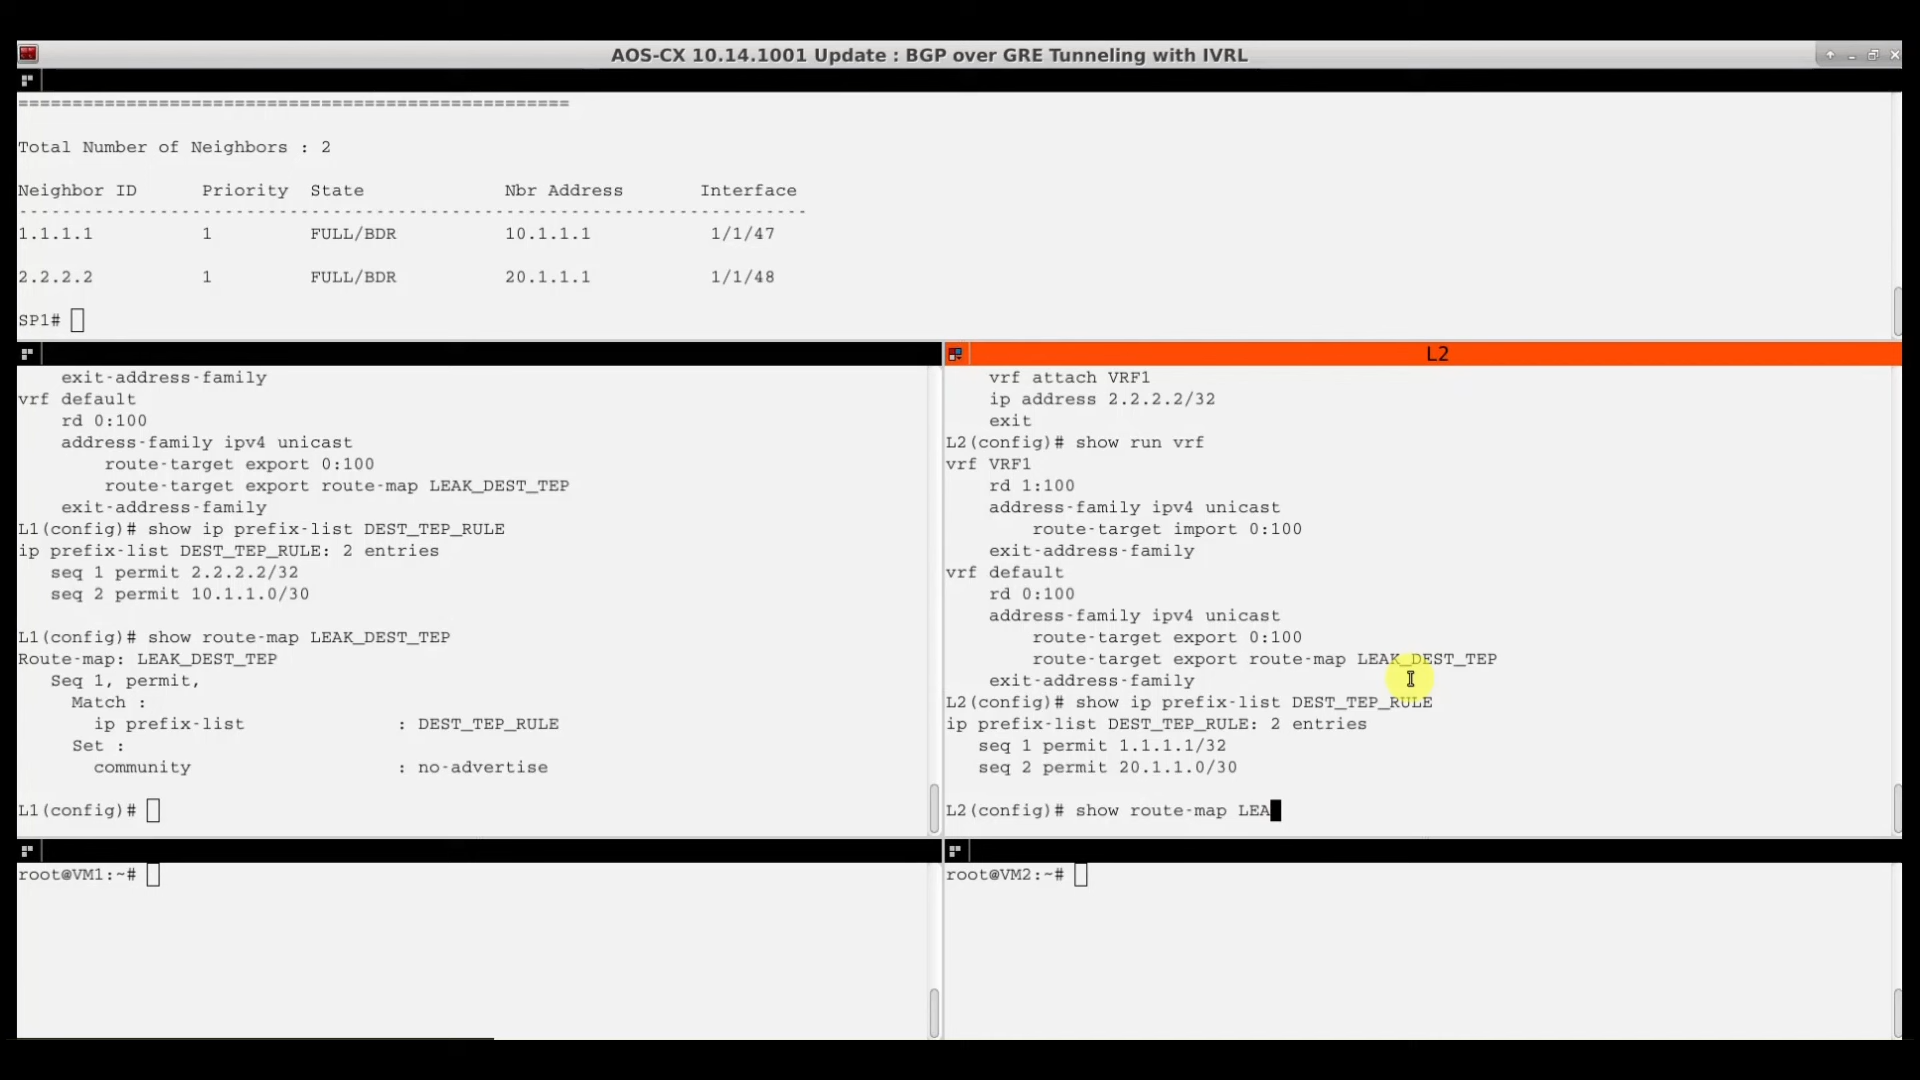 AOS-CX 10.14.1001 Update : BGP over GRE Tunneling with IVRL
===================================================
Total Number of Neighbors : 2
Neighbor ID Priority State Nbr Address Interface
-------------------------------------------------------------------------
1.1.1.1 1 FULL/BDR 10.1.1.1 1/1/47
2.2.2.2 1 FULL/BDR 20.1.1.1 1/1/48
SP1#
exit-address-family
vrf default
rd 0:100
address-family ipv4 unicast
route-target export 0:100
route-target export route-map LEAK_DEST_TEP
exit-address-family
L1(config)# show ip prefix-list DEST_TEP_RULE
ip prefix-list DEST_TEP_RULE: 2 entries
seq 1 permit 2.2.2.2/32
seq 2 permit 10.1.1.0/30
L1(config)# show route-map LEAK_DEST_TEP
Route-map: LEAK_DEST_TEP
Seq 1, permit,
Match :
ip prefix-list : DEST_TEP_RULE
Set :
community : no-advertise
L1(config)#
L2
vrf attach VRF1
ip address 2.2.2.2/32
exit
L2(config)# show run vrf
vrf VRF1
rd 1:100
address-family ipv4 unicast
route-target import 0:100
exit-address-family
vrf default
rd 0:100
address-family ipv4 unicast
route-target export 0:100
route-target export route-map LEAK_DEST_TEP
exit-address-family
L2(config)# show ip prefix-list DEST_TEP_RULE
ip prefix-list DEST_TEP_RULE: 2 entries
seq 1 permit 1.1.1.1/32
seq 2 permit 20.1.1.0/30
L2(config)# show route-map LEA
root@VM1:~#
root@VM2:~#